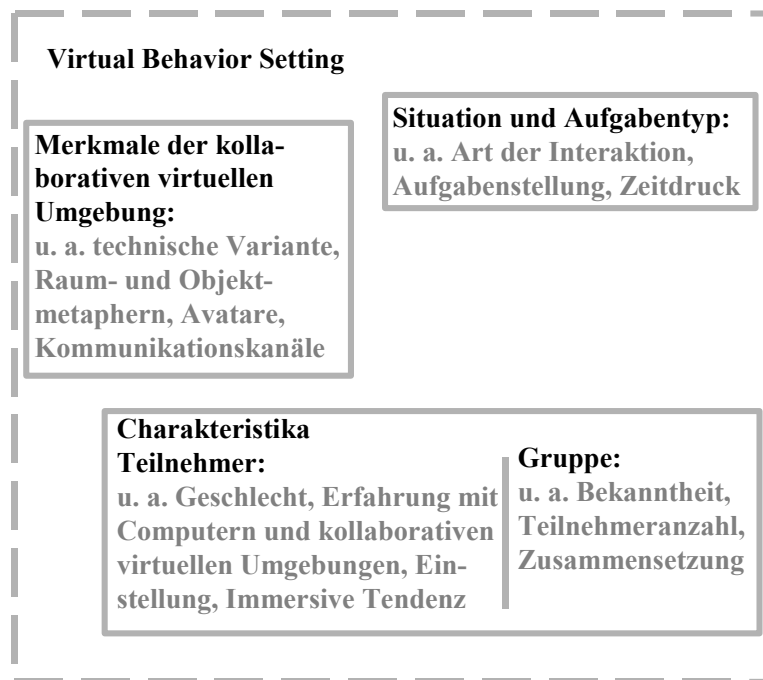 Virtual Behavior Setting
Merkmale der kolla-
borativen virtuellen
Umgebung:
u. a. technische Variante,
Raum- und Objekt-
metaphern, Avatare,
Kommunikationskanäle
Situation und Aufgabentyp:
u. a. Art der Interaktion,
Aufgabenstellung, Zeitdruck
Charakteristika
Teilnehmer:
u. a. Geschlecht, Erfahrung mit
Computern und kollaborativen
virtuellen Umgebungen, Ein-
stellung, Immersive Tendenz
Gruppe:
u. a. Bekanntheit,
Teilnehmeranzahl,
Zusammensetzung